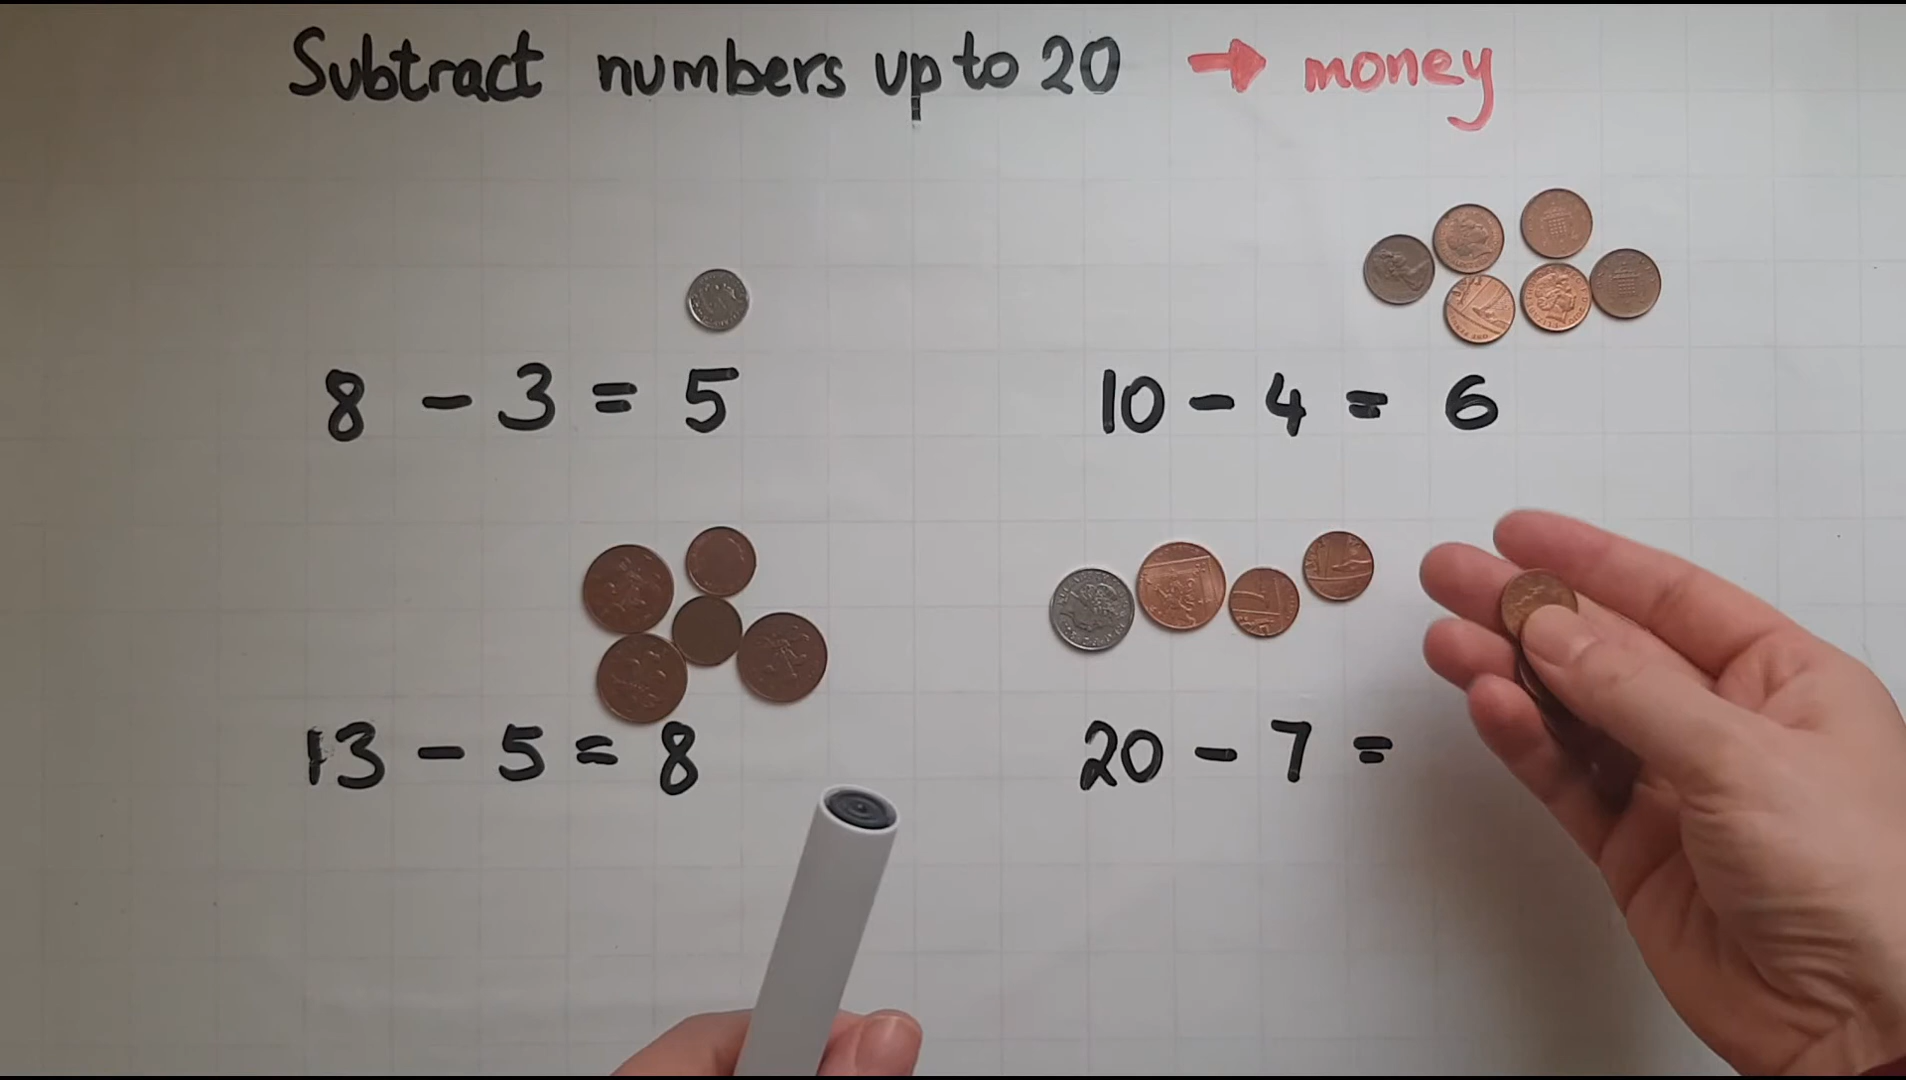 Subtract numbers up to 20 → money
8 - 3 = 5
10 - 4 = 6
13 - 5 = 8
20 - 7 =